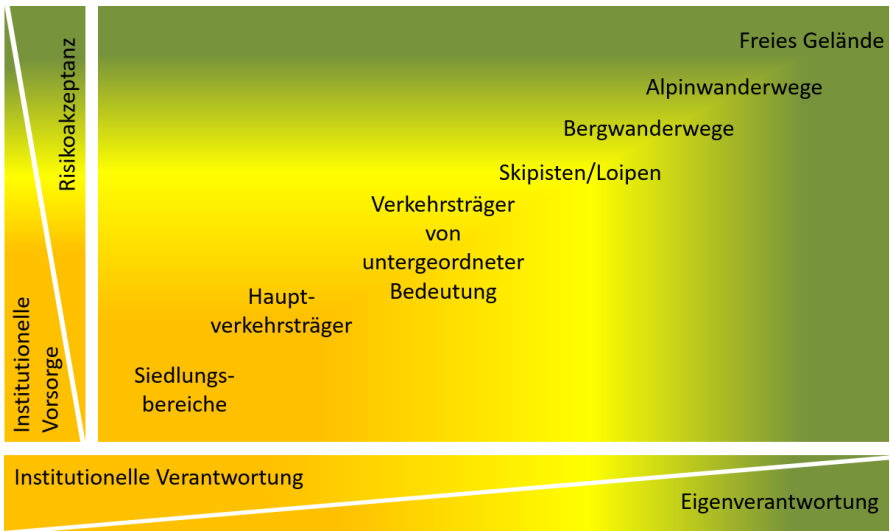 Freies Gelände
Alpinwanderwege
Bergwanderwege
Skipisten/Loipen
Verkehrsträger
von
untergeordneter
Bedeutung
Haupt-
verkehrsträger
Siedlungs-
bereiche
Risikoakzeptanz
Institutionelle
Vorsorge
Institutionelle Verantwortung
Eigenverantwortung